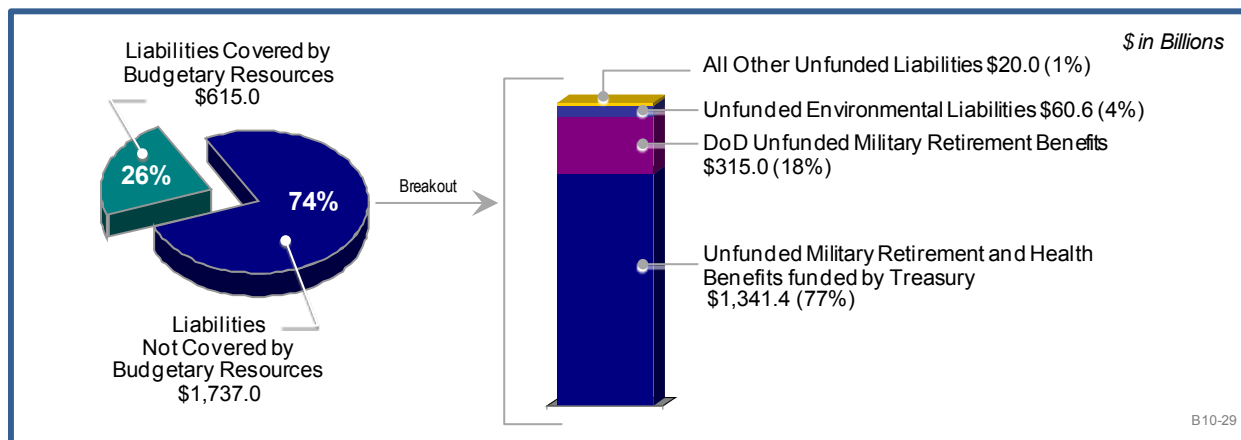 $ in Billions
Liabilities Covered by
Budgetary Resources
$615.0
26%
74%
Liabilities
Not Covered by
Budgetary Resources
$1,737.0
Breakout
All Other Unfunded Liabilities $20.0 (1%)
Unfunded Environmental Liabilities $60.6 (4%)
DoD Unfunded Military Retirement Benefits
$315.0 (18%)
Unfunded Military Retirement and Health
Benefits funded by Treasury
$1,341.4 (77%)
B10-29